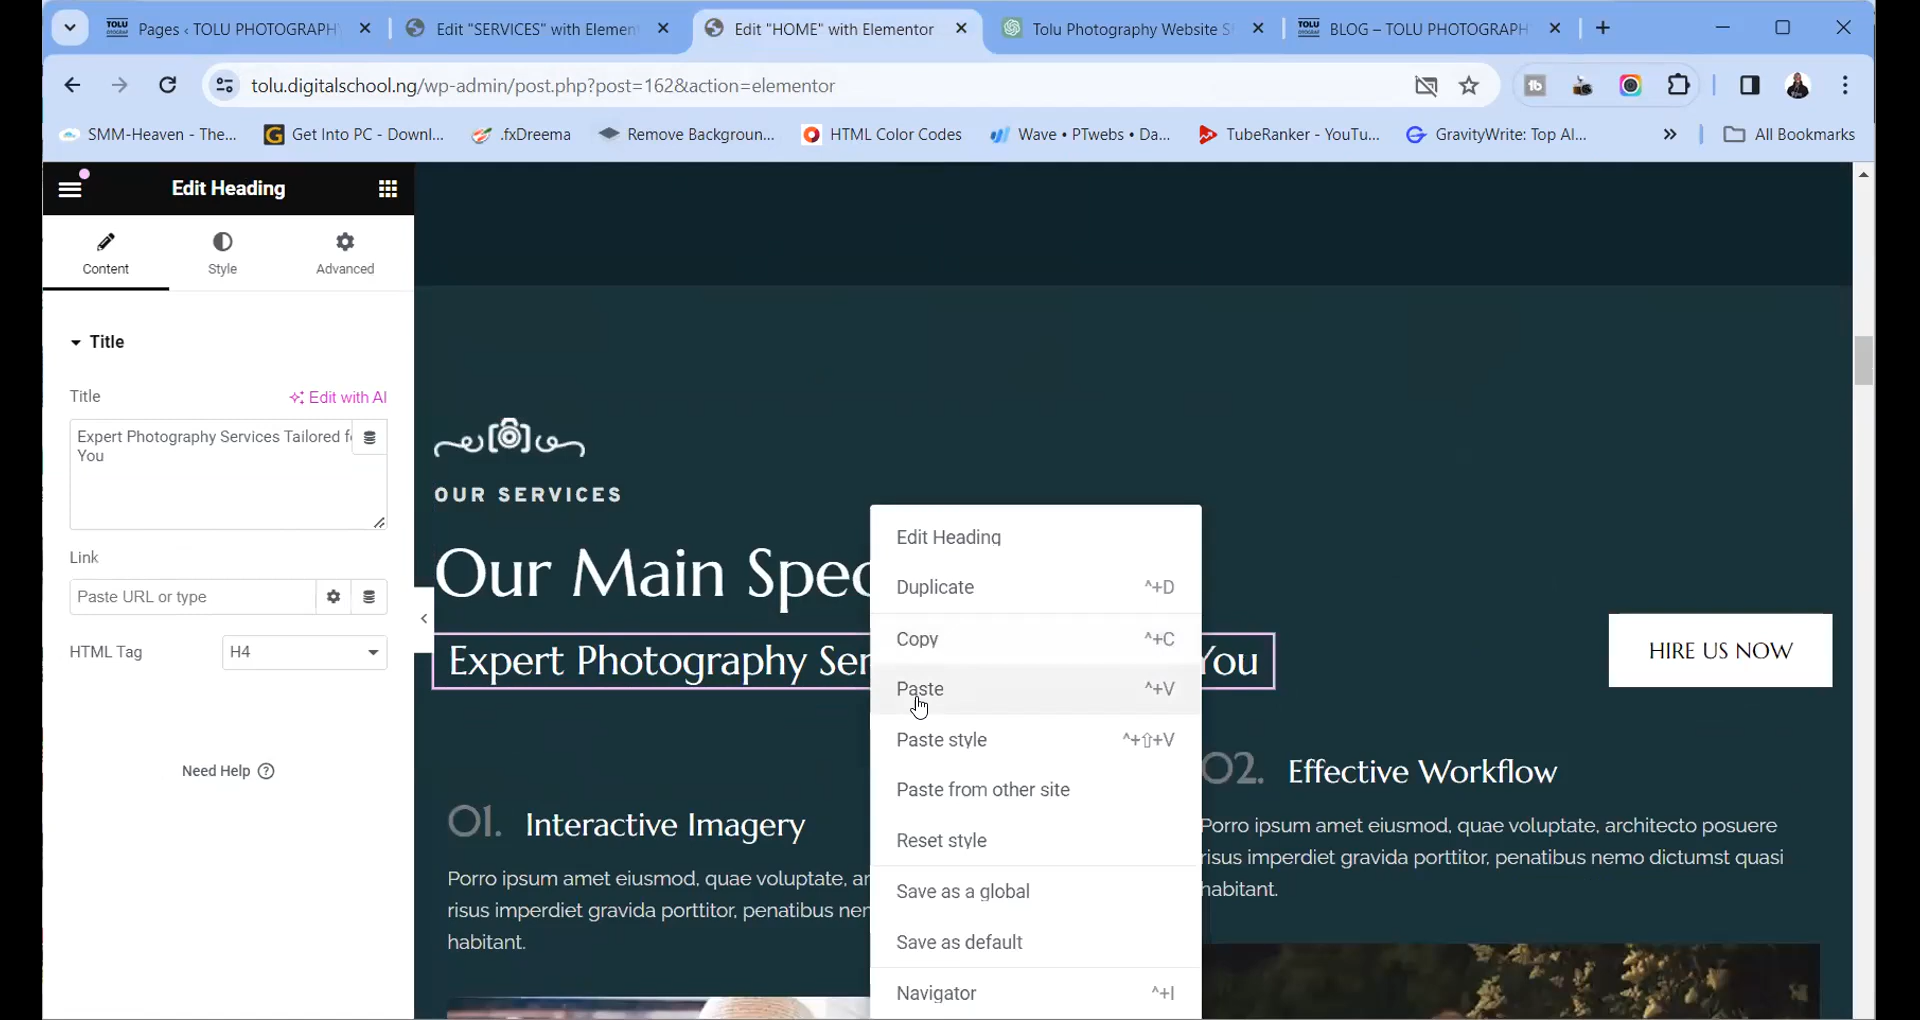 TOLU
Pages ‹ TOLU PHOTOGRAPH
Edit "SERVICES" with Elemen
Edit "HOME" with Elementor
Tolu Photography Website S
TOLU
BLOG – TOLU PHOTOGRAPH
tolu.digitalschool.ng/wp-admin/post.php?post=162&action=elementor
SMM-Heaven - The...
Get Into PC - Downl...
.fxDreema
Remove Backgroun...
HTML Color Codes
Wave • PTwebs • Da...
TubeRanker - YouTu...
GravityWrite: Top AI...
»
All Bookmarks
Edit Heading
Content
Style
Advanced
Title
Title
Edit with AI
Expert Photography Services Tailored f
You
Link
Paste URL or type
HTML Tag
H4
Need Help
OUR SERVICES
Our Main Spec
Expert Photography Ser
You
HIRE US NOW
01. Interactive Imagery
Porro ipsum amet eiusmod, quae voluptate, ar
risus imperdiet gravida porttitor, penatibus nem
habitant.
02. Effective Workflow
Porro ipsum amet eiusmod, quae voluptate, architecto posuere
risus imperdiet gravida porttitor, penatibus nemo dictumst quasi
habitant.
Edit Heading
Duplicate ^+D
Copy ^+C
Paste ^+V
Paste style ^+⇧+V
Paste from other site
Reset style
Save as a global
Save as default
Navigator ^+I